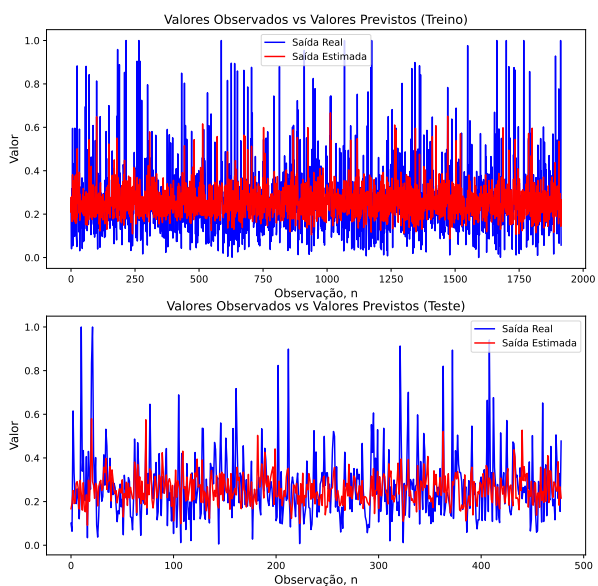 Valores Observados vs Valores Previstos (Treino)
Saída Real
Saída Estimada
Valor
1.0
0.8
0.6
0.4
0.2
0.0
0 250 500 750 1000 1250 1500 1750 2000
Observação, n
Valores Observados vs Valores Previstos (Teste)
Saída Real
Saída Estimada
Valor
1.0
0.8
0.6
0.4
0.2
0.0
0 100 200 300 400 500
Observação, n